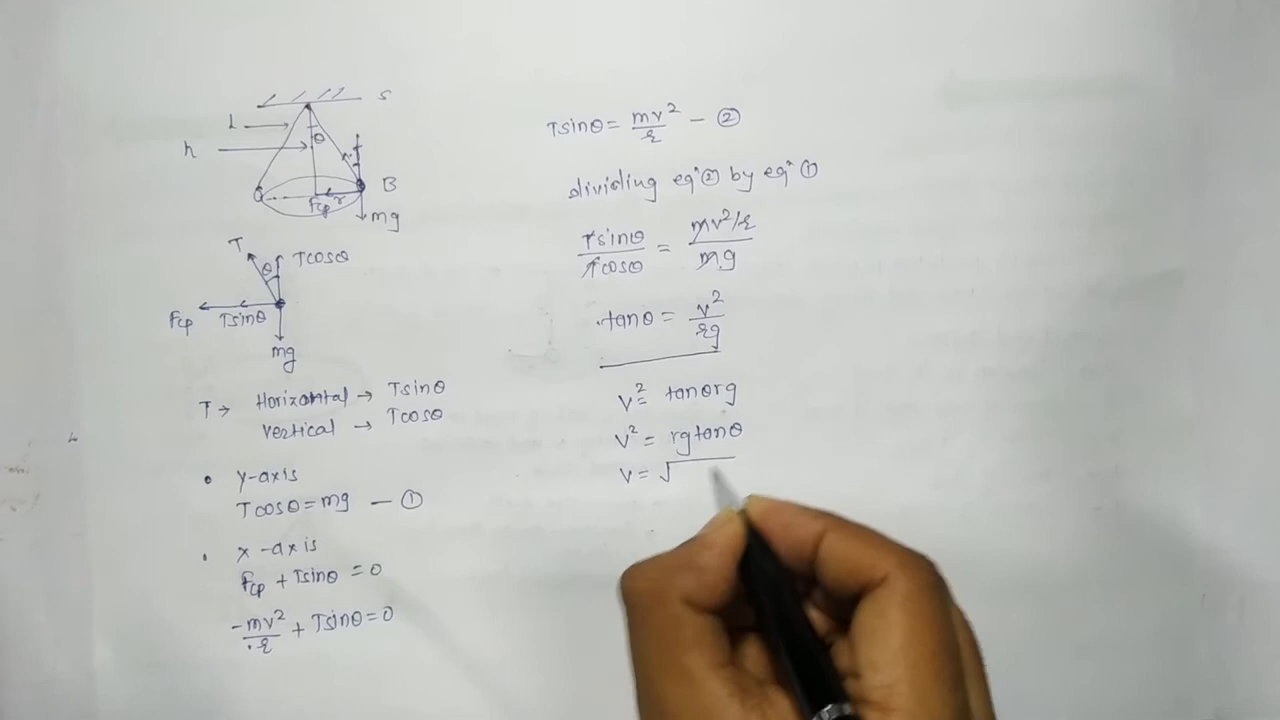 S
L
h
θ
T
B
Fcp r
mg
T
Tcosθ
θ
Fcp
Tsinθ
mg
T → Horizontal → Tsinθ
Vertical → Tcosθ
• y-axis
Tcosθ = mg — ①
• x-axis
Fcp + Tsinθ = 0
-mv²/r + Tsinθ = 0
Tsinθ = mv²/r — ②
dividing eqⁿ② by eqⁿ①
Tsinθ/Tcosθ = mv²/r/mg
tanθ = v²/rg
v² = tanθrg
v² = rgtanθ
v = √